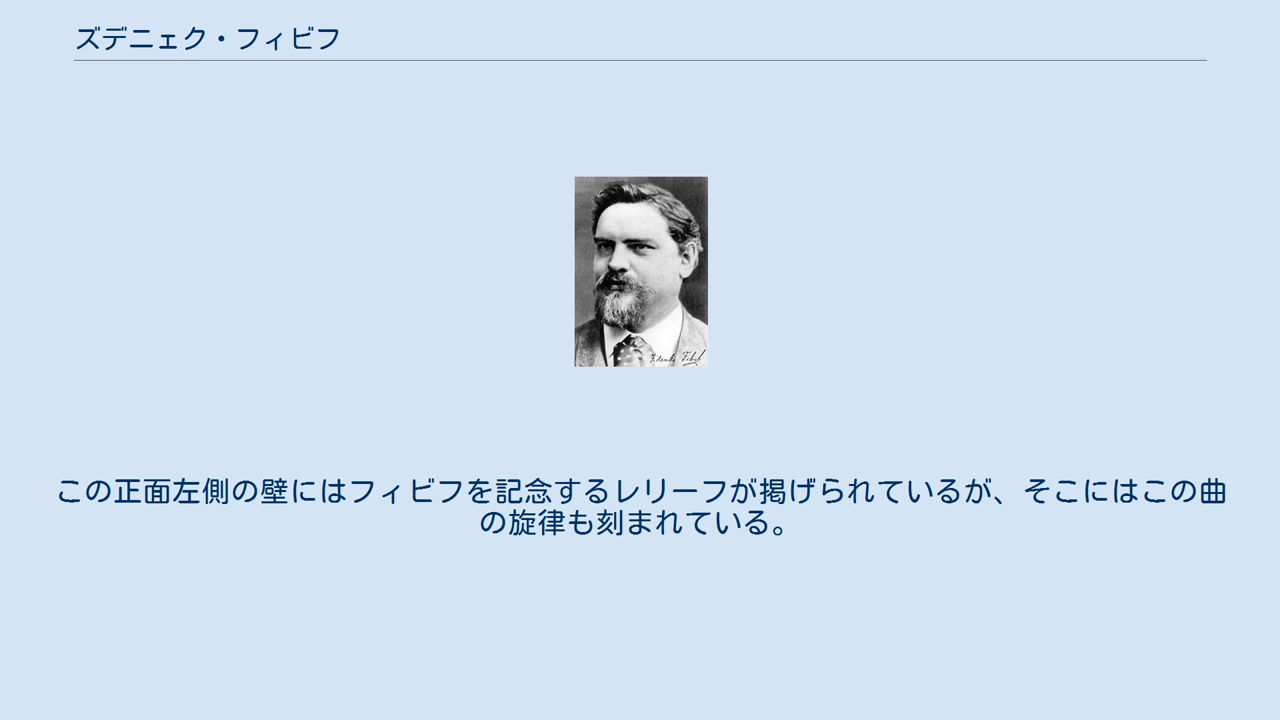 ズデニェク・フィビフ
Zdenko Fibich
この正面左側の壁にはフィビフを記念するレリーフが掲げられているが、そこにはこの曲
の旋律も刻まれている。